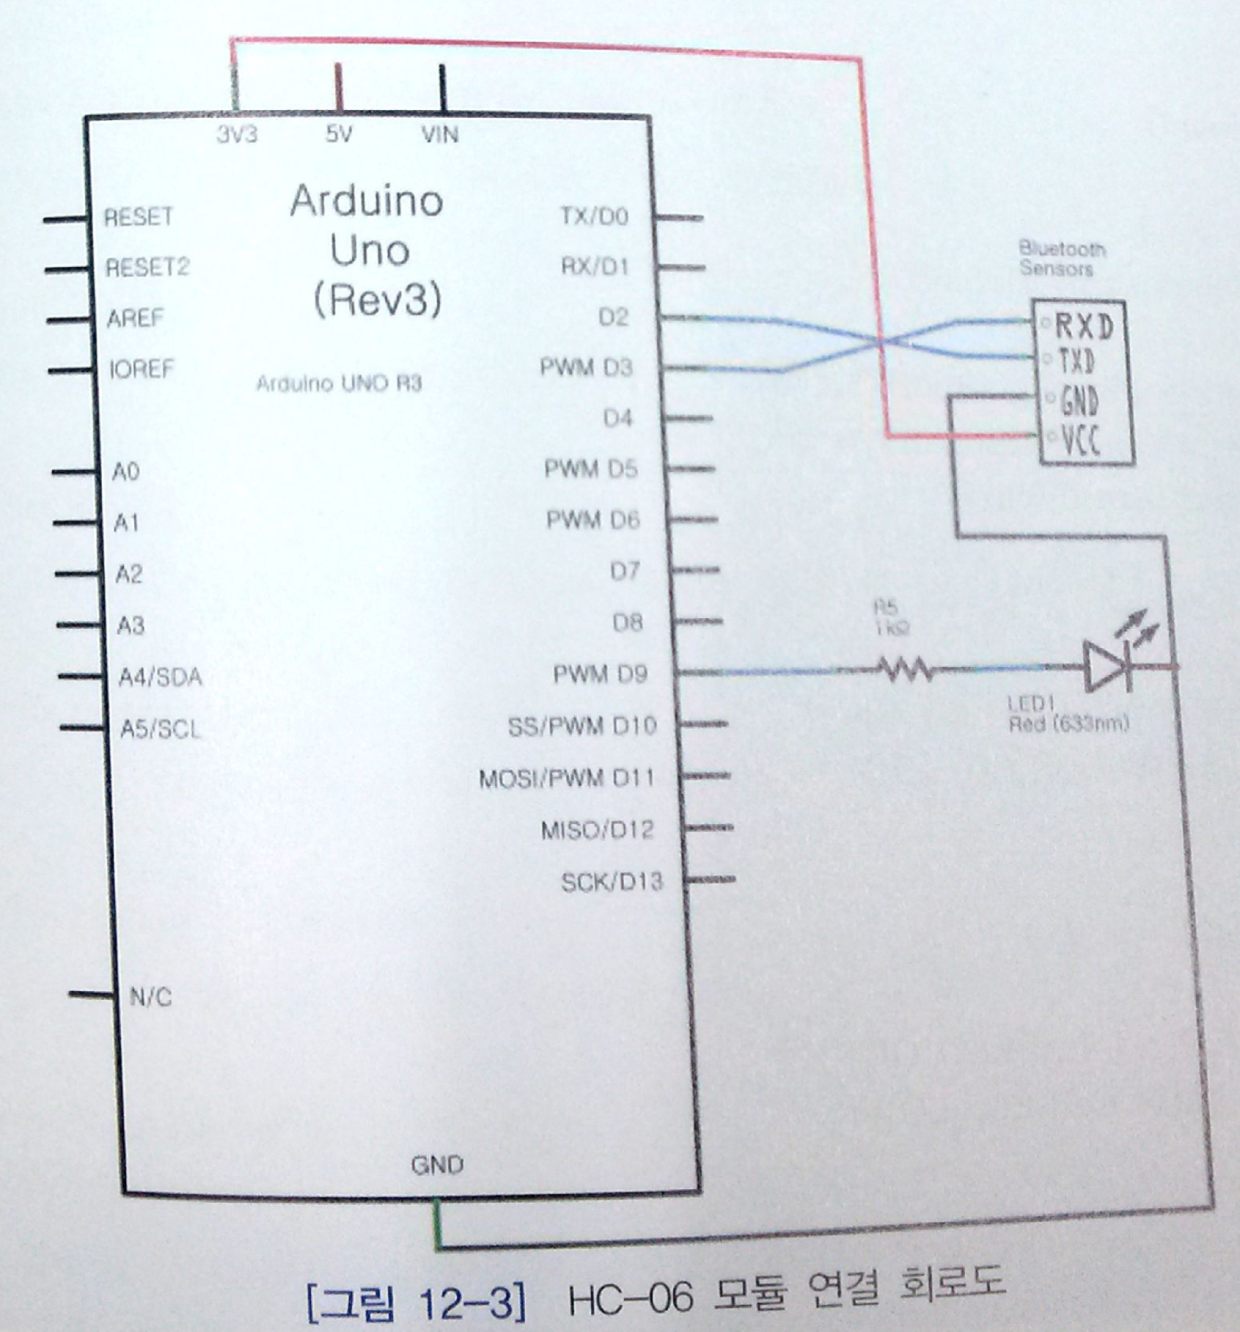 3V3 5V VIN
Arduino
Uno
(Rev3)
Arduino UNO R3
RESET
RESET2
AREF
IOREF
A0
A1
A2
A3
A4/SDA
A5/SCL
N/C
TX/D0
RX/D1
D2
PWM D3
D4
PWM D5
PWM D6
D7
D8
PWM D9
SS/PWM D10
MOSI/PWM D11
MISO/D12
SCK/D13
GND
Bluetooth
Sensors
RXD
TXD
GND
VCC
R5
1kΩ
LED1
Red (633nm)
[그림 12-3] HC-06 모듈 연결 회로도